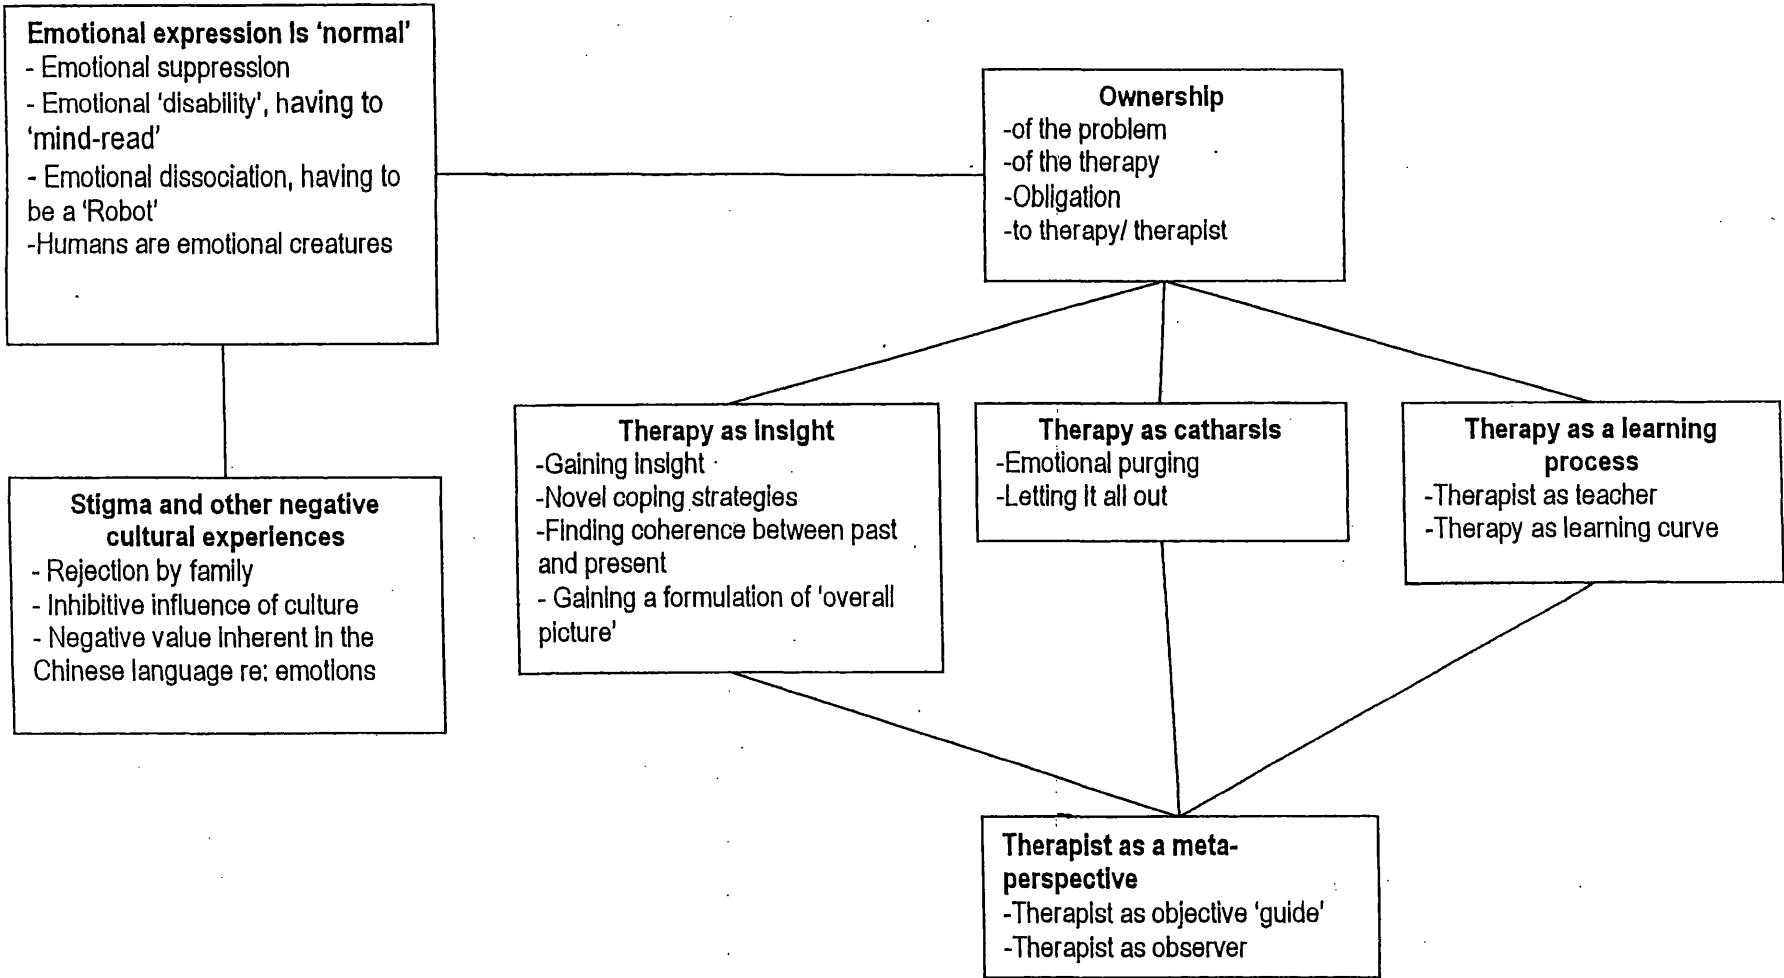 Emotional expression is ‘normal’
- Emotional suppression
- Emotional ‘disability’, having to
‘mind-read’
- Emotional dissociation, having to
be a ‘Robot’
-Humans are emotional creatures
Ownership
-of the problem
-of the therapy
-Obligation
-to therapy/ therapist
Stigma and other negative
cultural experiences
- Rejection by family
- Inhibitive influence of culture
- Negative value inherent in the
Chinese language re: emotions
Therapy as insight
-Gaining insight
-Novel coping strategies
-Finding coherence between past
and present
- Gaining a formulation of ‘overall
picture’
Therapy as catharsis
-Emotional purging
-Letting it all out
Therapy as a learning
process
-Therapist as teacher
-Therapy as learning curve
Therapist as a meta-
perspective
-Therapist as objective ‘guide’
-Therapist as observer